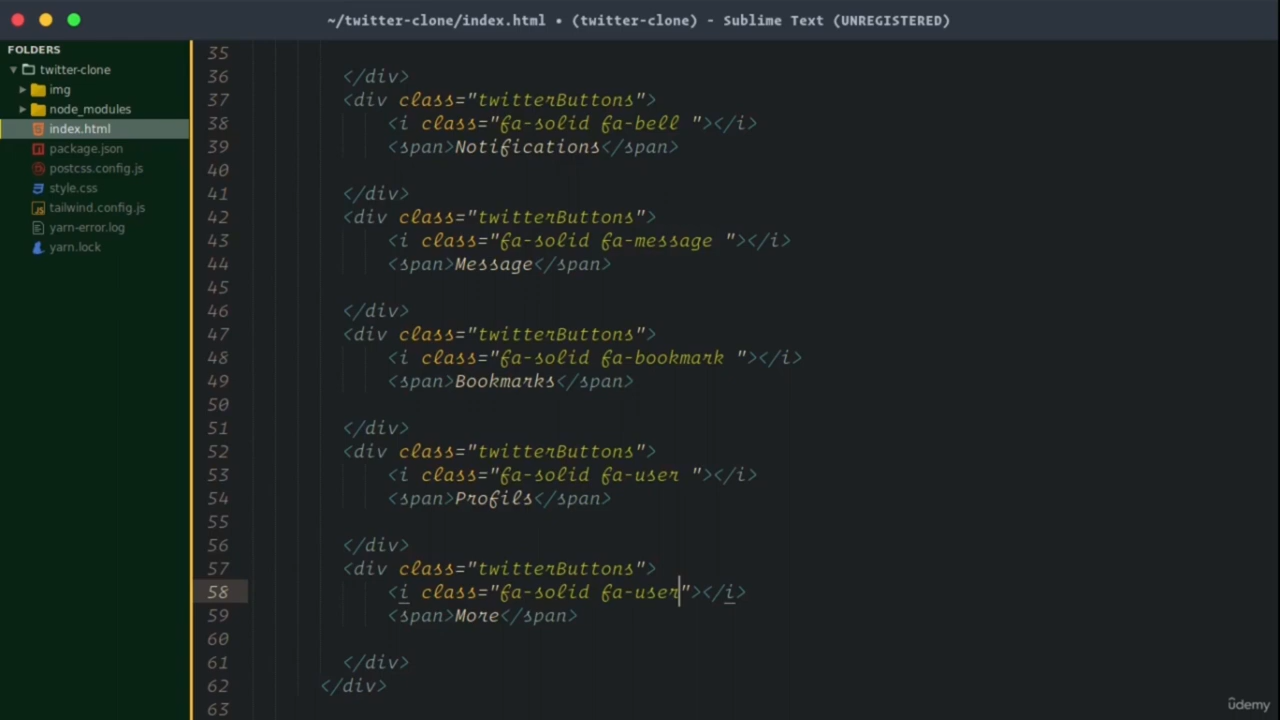 ~/twitter-clone/index.html • (twitter-clone) - Sublime Text (UNREGISTERED)
FOLDERS
twitter-clone
img
node_modules
index.html
package.json
postcss.config.js
style.css
tailwind.config.js
yarn-error.log
yarn.lock
35
36 </div>
37 <div class="twitterButtons">
38 <i class="fa-solid fa-bell "></i>
39 <span>Notifications</span>
40
41 </div>
42 <div class="twitterButtons">
43 <i class="fa-solid fa-message "></i>
44 <span>Message</span>
45
46 </div>
47 <div class="twitterButtons">
48 <i class="fa-solid fa-bookmark "></i>
49 <span>Bookmarks</span>
50
51 </div>
52 <div class="twitterButtons">
53 <i class="fa-solid fa-user "></i>
54 <span>Profils</span>
55
56 </div>
57 <div class="twitterButtons">
58 <i class="fa-solid fa-user"></i>
59 <span>More</span>
60
61 </div>
62 </div>
63
ûdemy